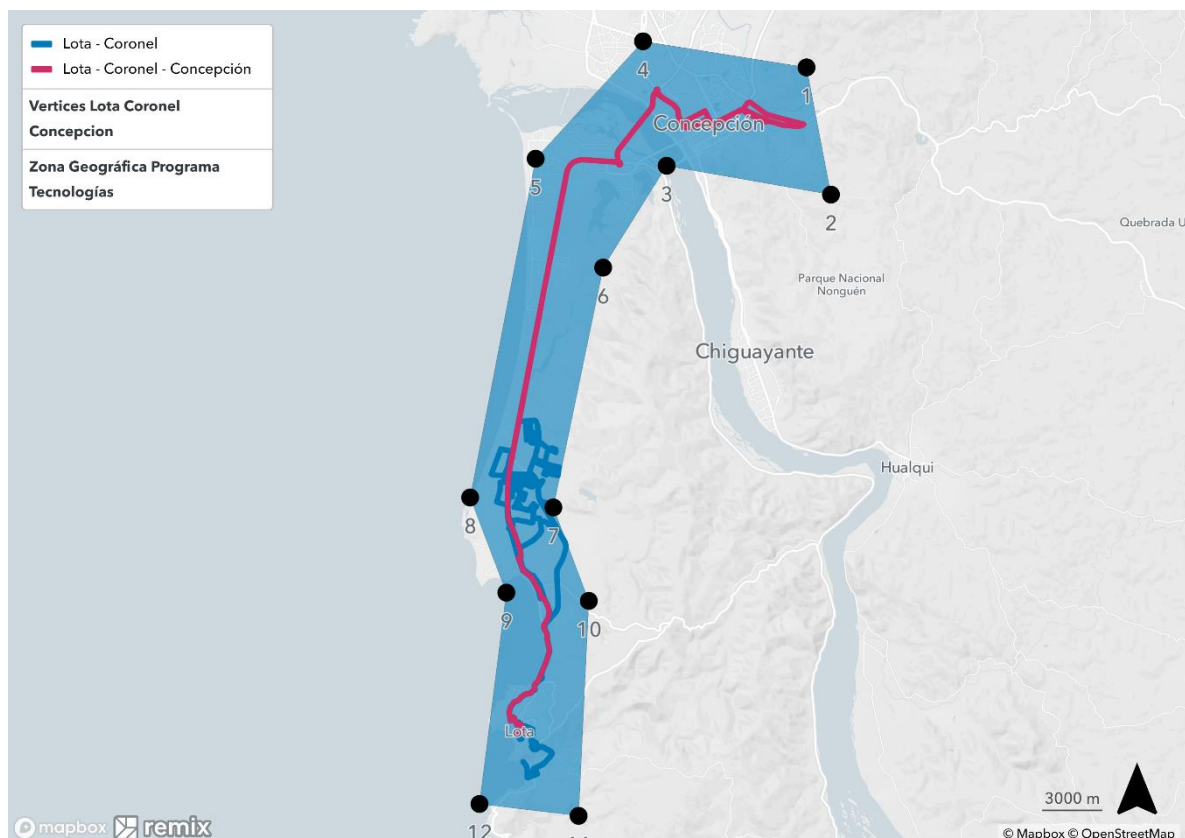 Lota - Coronel
Lota - Coronel - Concepción
Vertices Lota Coronel
Concepcion
Zona Geográfica Programa
Tecnologías
4
1
Concepción
5
3
2
Quebrada U
6
Parque Nacional
Nonguén
Chiguayante
Hualqui
8
7
9
10
Lota
3000 m
12
mapbox remix
© Mapbox © OpenStreetMap